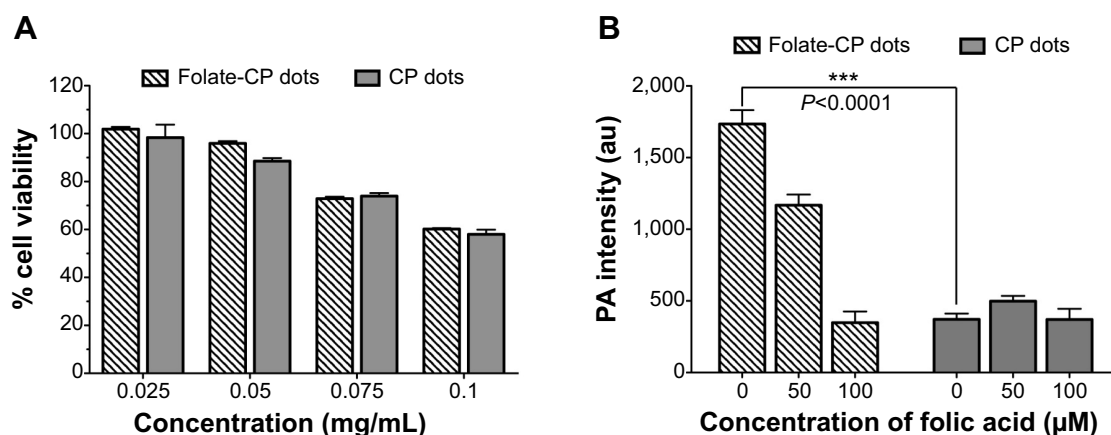 A
Folate-CP dots
CP dots
% cell viability
120
100
80
60
40
20
0
0.025
0.05
0.075
0.1
Concentration (mg/mL)
B
Folate-CP dots
CP dots
***
P<0.0001
PA intensity (au)
2,000
1,500
1,000
500
0
0
50
100
0
50
100
Concentration of folic acid (µM)